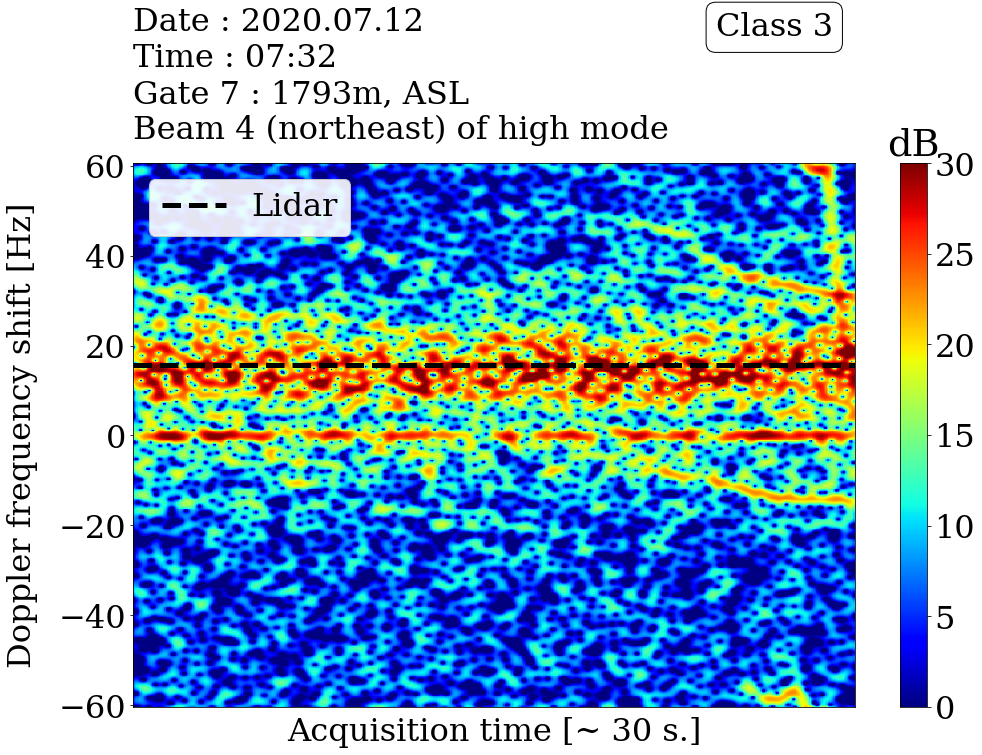 Date : 2020.07.12
Time : 07:32
Gate 7 : 1793m, ASL
Beam 4 (northeast) of high mode
Class 3
dB
Lidar
60
40
20
0
−20
−40
−60
Doppler frequency shift [Hz]
Acquisition time [~ 30 s.]
30
25
20
15
10
5
0